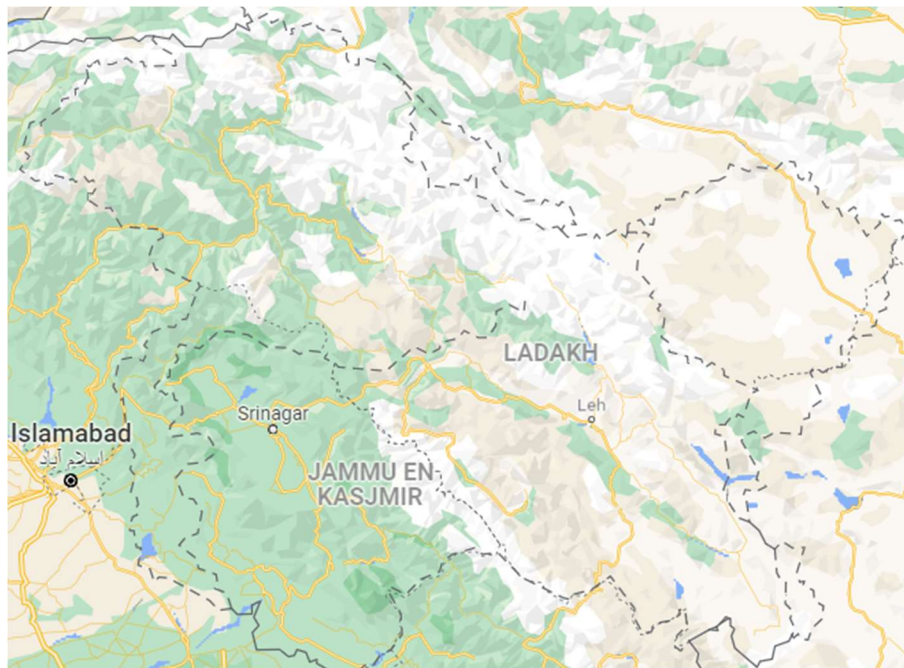 LADAKH
Leh
Srinagar
Islamabad
اسلام آباد
JAMMU EN
KASJMIR